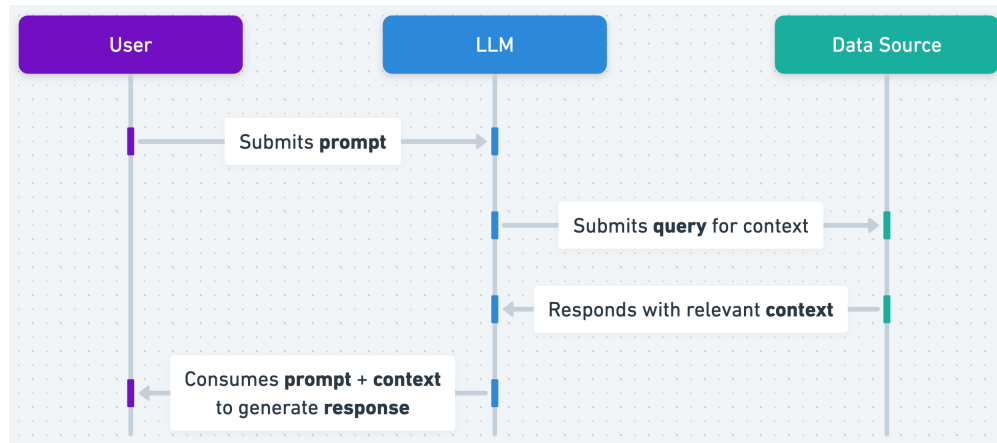 User
LLM
Data Source
Submits prompt
Submits query for context
Responds with relevant context
Consumes prompt + context
to generate response